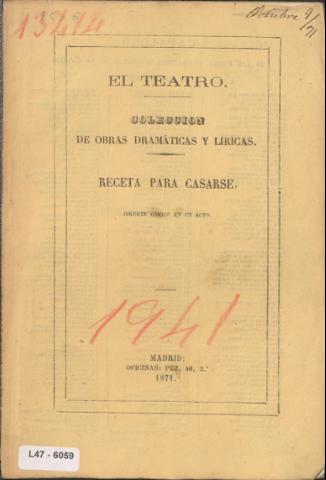 13414
Octubre 9/71
EL TEATRO.
COLECCION
DE OBRAS DRAMÁTICAS Y LÍRICAS.
RECETA PARA CASARSE.
JUGUETE CÓMICO EN UN ACTO.
1941
MADRID:
OFICINAS: PEZ, 40, 2.º
1871.
L47 - 6059